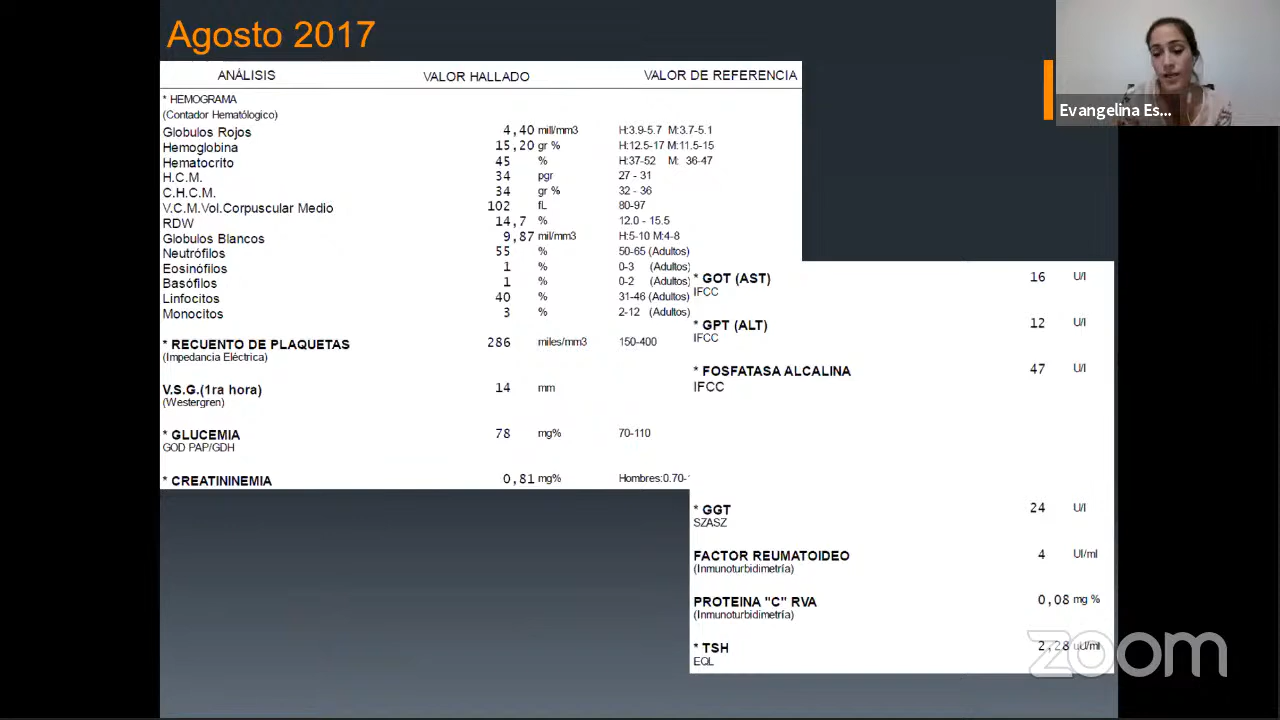 Agosto 2017
ANÁLISIS VALOR HALLADO VALOR DE REFERENCIA
* HEMOGRAMA
(Contador Hematológico)
Globulos Rojos 4,40 mill/mm3 H:3.9-5.7 M:3.7-5.1
Hemoglobina 15,20 gr % H:12.5-17 M:11.5-15
Hematocrito 45 % H:37-52 M: 36-47
H.C.M. 34 pgr 27 - 31
C.H.C.M. 34 gr % 32 - 36
V.C.M.Vol.Corpuscular Medio 102 fL 80-97
RDW 14,7 % 12.0 - 15.5
Globulos Blancos 9,87 mil/mm3 H:5-10 M:4-8
Neutrófilos 55 % 50-65 (Adultos)
Eosinófilos 1 % 0-3 (Adultos)
Basófilos 1 % 0-2 (Adultos)
Linfocitos 40 % 31-46 (Adultos)
Monocitos 3 % 2-12 (Adultos)
* RECUENTO DE PLAQUETAS 286 miles/mm3 150-400
(Impedancia Eléctrica)
V.S.G.(1ra hora) 14 mm
(Westergren)
* GLUCEMIA 78 mg% 70-110
GOD PAP/GDH
* CREATININEMIA 0,81 mg% Hombres:0.70-
* GOT (AST) 16 U/l
IFCC
* GPT (ALT) 12 U/l
IFCC
* FOSFATASA ALCALINA 47 U/l
IFCC
* GGT 24 U/l
SZASZ
FACTOR REUMATOIDEO 4 UI/ml
(Inmunoturbidimetría)
PROTEINA "C" RVA 0,08 mg %
(Inmunoturbidimetría)
* TSH 2,28 uU/ml
EQL
Evangelina Es...
zoom